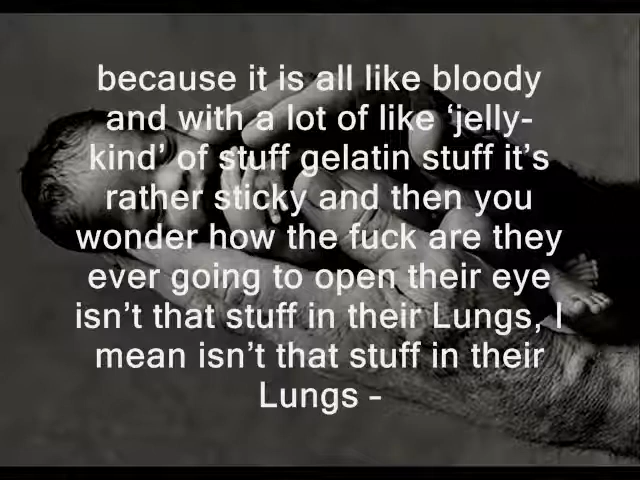 because it is all like bloody
and with a lot of like ‘jelly-
kind’ of stuff gelatin stuff it’s
rather sticky and then you
wonder how the fuck are they
ever going to open their eye
isn’t that stuff in their Lungs, I
mean isn’t that stuff in their
Lungs -